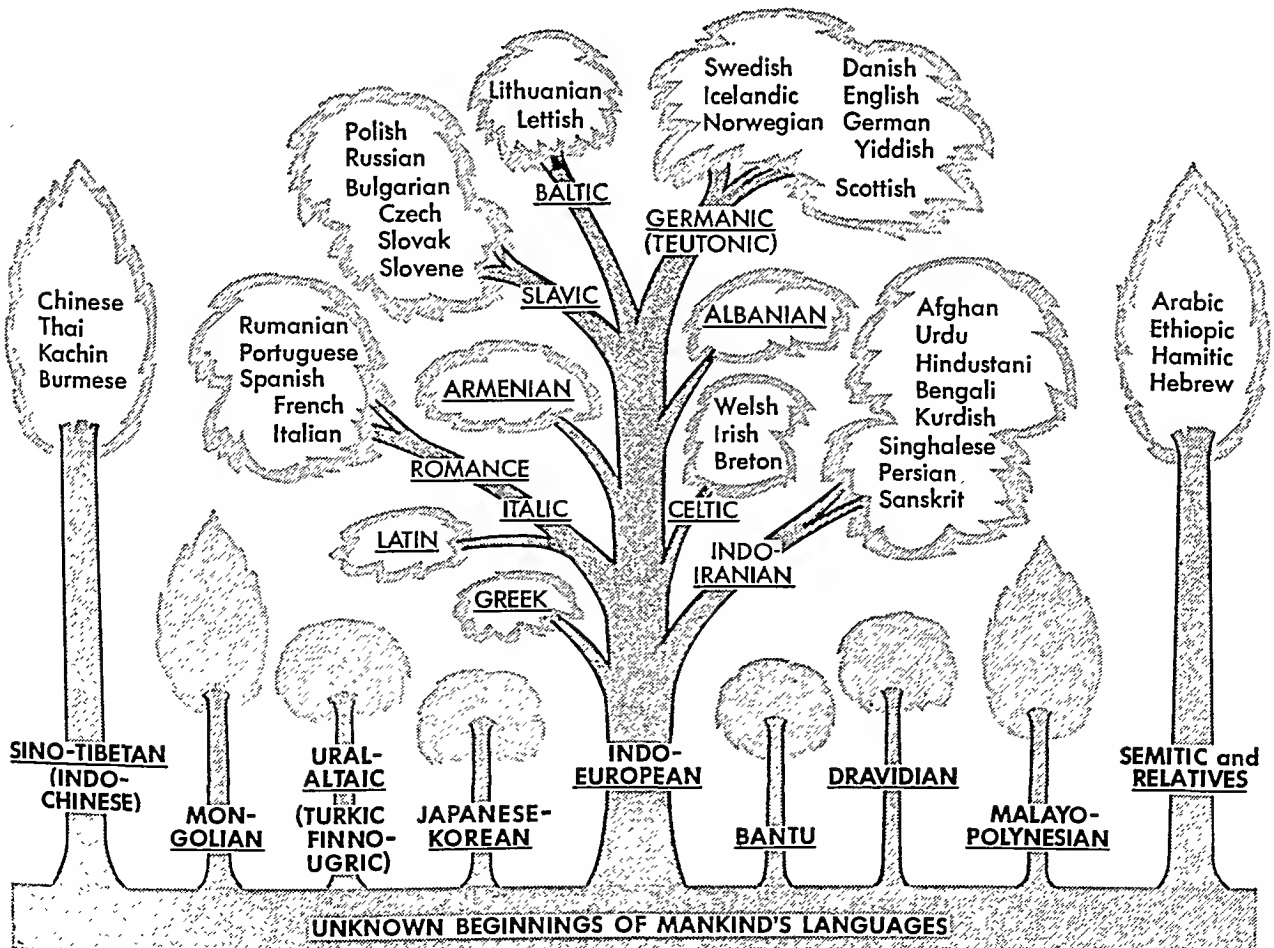 Swedish
Icelandic
Norwegian
Danish
English
German
Yiddish
Scottish
GERMANIC
(TEUTONIC)
Lithuanian
Lettish
BALTIC
Polish
Russian
Bulgarian
Czech
Slovak
Slovene
SLAVIC
ALBANIAN
Chinese
Thai
Kachin
Burmese
Rumanian
Portuguese
Spanish
French
Italian
ROMANCE
ITALIC
LATIN
ARMENIAN
GREEK
Welsh
Irish
Breton
CELTIC
Afghan
Urdu
Hindustani
Bengali
Kurdish
Singhalese
Persian
Sanskrit
INDO-
IRANIAN
Arabic
Ethiopic
Hamitic
Hebrew
SINO-TIBETAN
(INDO-
CHINESE)
MON-
GOLIAN
URAL-
ALTAIC
(TURKIC
FINNO-
UGRIC)
JAPANESE-
KOREAN
INDO-
EUROPEAN
BANTU
DRAVIDIAN
MALAYO-
POLYNESIAN
SEMITIC and
RELATIVES
UNKNOWN BEGINNINGS OF MANKIND'S LANGUAGES